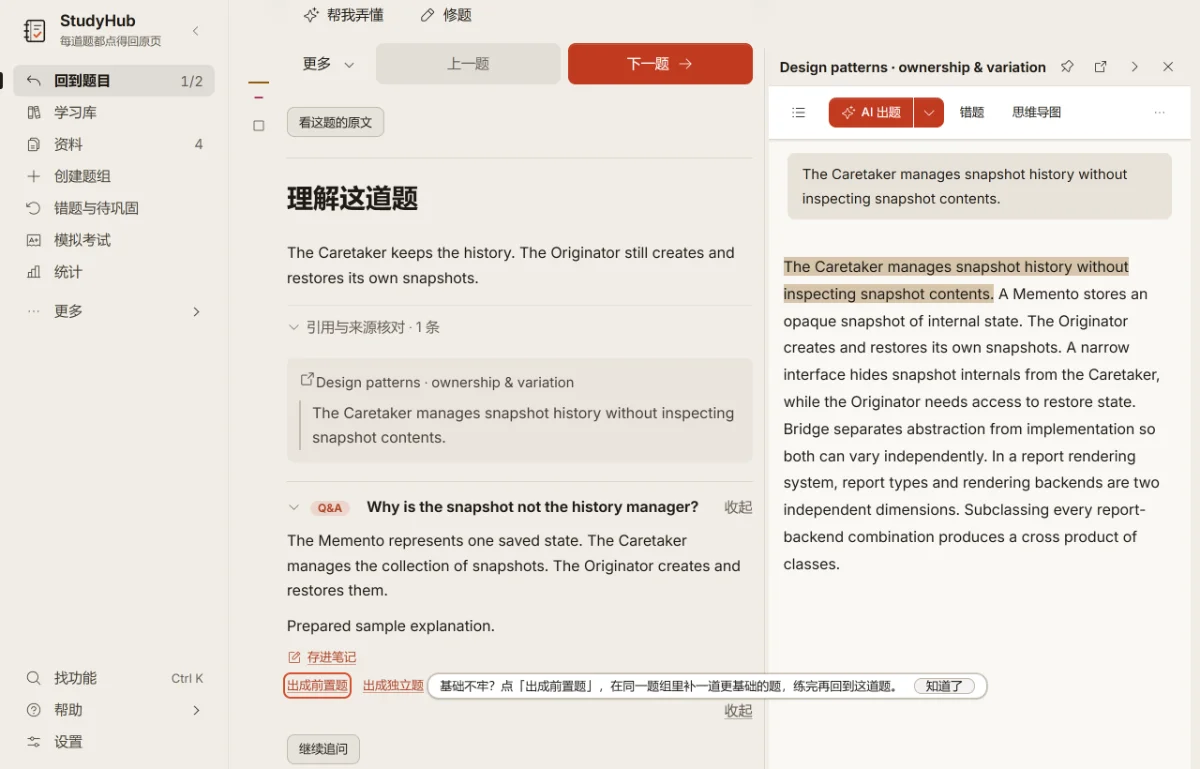 StudyHub
每道题都点得回原页
回到题目 1/2
学习库
资料 4
创建题组
错题与待巩固
模拟考试
统计
更多
找功能 Ctrl K
帮助
设置
帮我弄懂 修题
更多 上一题 下一题
看这题的原文
理解这道题
The Caretaker keeps the history. The Originator still creates and
restores its own snapshots.
引用与来源核对 · 1 条
Design patterns · ownership & variation
The Caretaker manages snapshot history without inspecting
snapshot contents.
Q&A Why is the snapshot not the history manager? 收起
The Memento represents one saved state. The Caretaker
manages the collection of snapshots. The Originator creates and
restores them.
Prepared sample explanation.
存进笔记
出成前置题 出成独立题
基础不牢？点「出成前置题」，在同一题组里补一道更基础的题，练完再回到这道题。 知道了
收起
继续追问
Design patterns · ownership & variation
AI 出题 错题 思维导图
The Caretaker manages snapshot history without
inspecting snapshot contents.
The Caretaker manages snapshot history without
inspecting snapshot contents. A Memento stores an
opaque snapshot of internal state. The Originator
creates and restores its own snapshots. A narrow
interface hides snapshot internals from the Caretaker,
while the Originator needs access to restore state.
Bridge separates abstraction from implementation so
both can vary independently. In a report rendering
system, report types and rendering backends are two
independent dimensions. Subclassing every report-
backend combination produces a cross product of
classes.